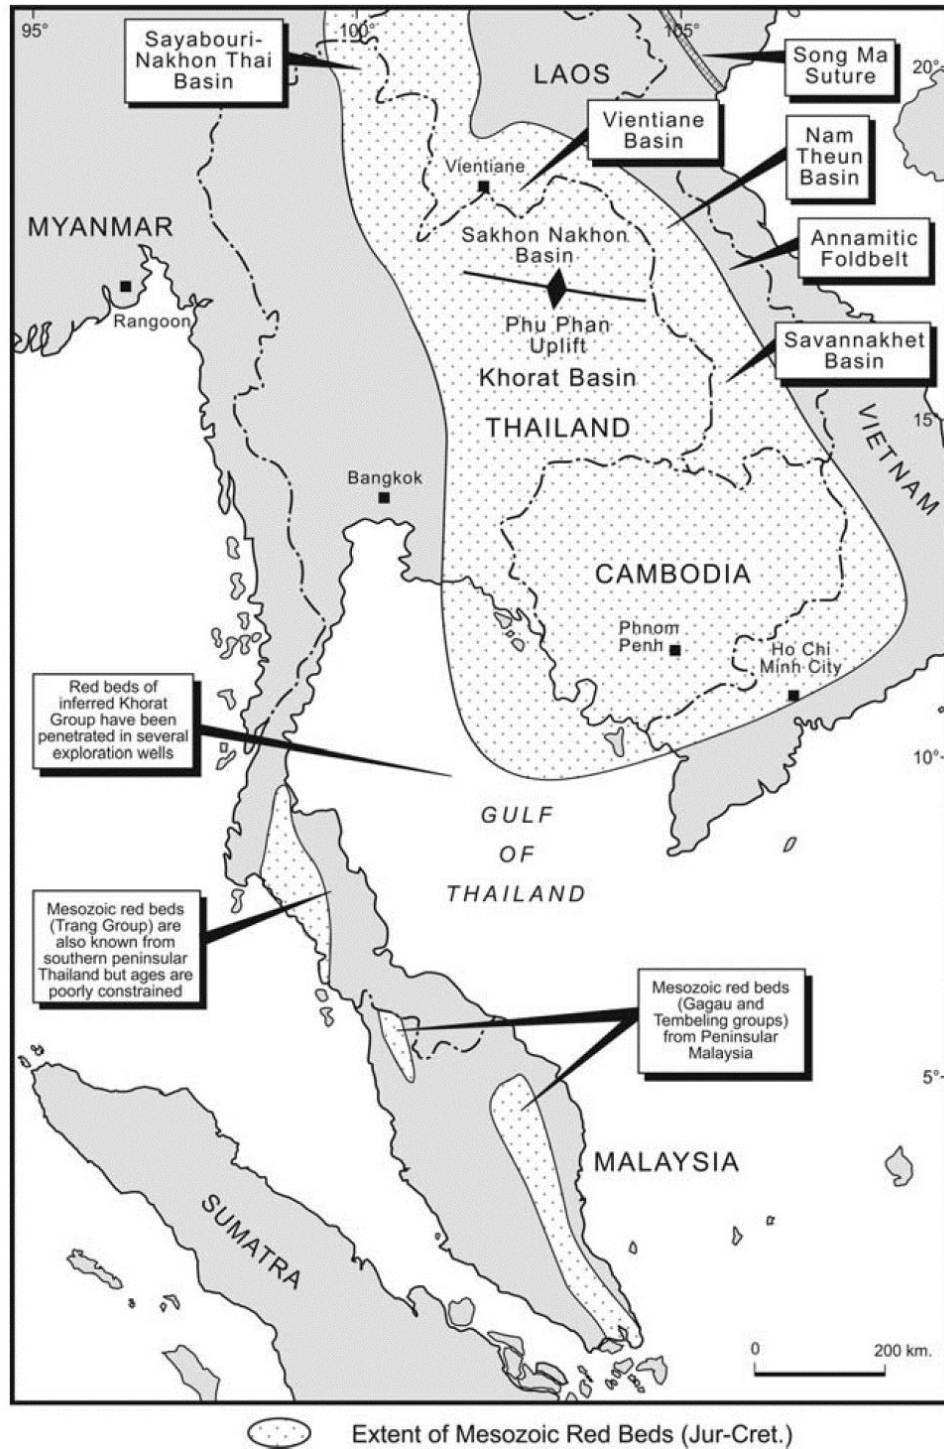 95°
100°
105°
Sayabouri-
Nakhon Thai
Basin
LAOS
Song Ma
Suture
20°
Vientiane
Basin
Nam
Theun
Basin
Vientiane
MYANMAR
Sakhon Nakhon
Basin
Annamitic
Foldbelt
Rangoon
Phu Phan
Uplift
Savannakhet
Basin
Khorat Basin
THAILAND
VIETNAM
15°
Bangkok
CAMBODIA
Phnom
Penh
Ho Chi
Minh City
Red beds of
inferred Khorat
Group have been
penetrated in several
exploration wells
10°
GULF
OF
THAILAND
Mesozoic red beds
(Trang Group) are
also known from
southern peninsular
Thailand but ages are
poorly constrained
Mesozoic red beds
(Gagau and
Tembeling groups)
from Peninsular
Malaysia
5°
MALAYSIA
SUMATRA
0
200 km.
Extent of Mesozoic Red Beds (Jur-Cret.)